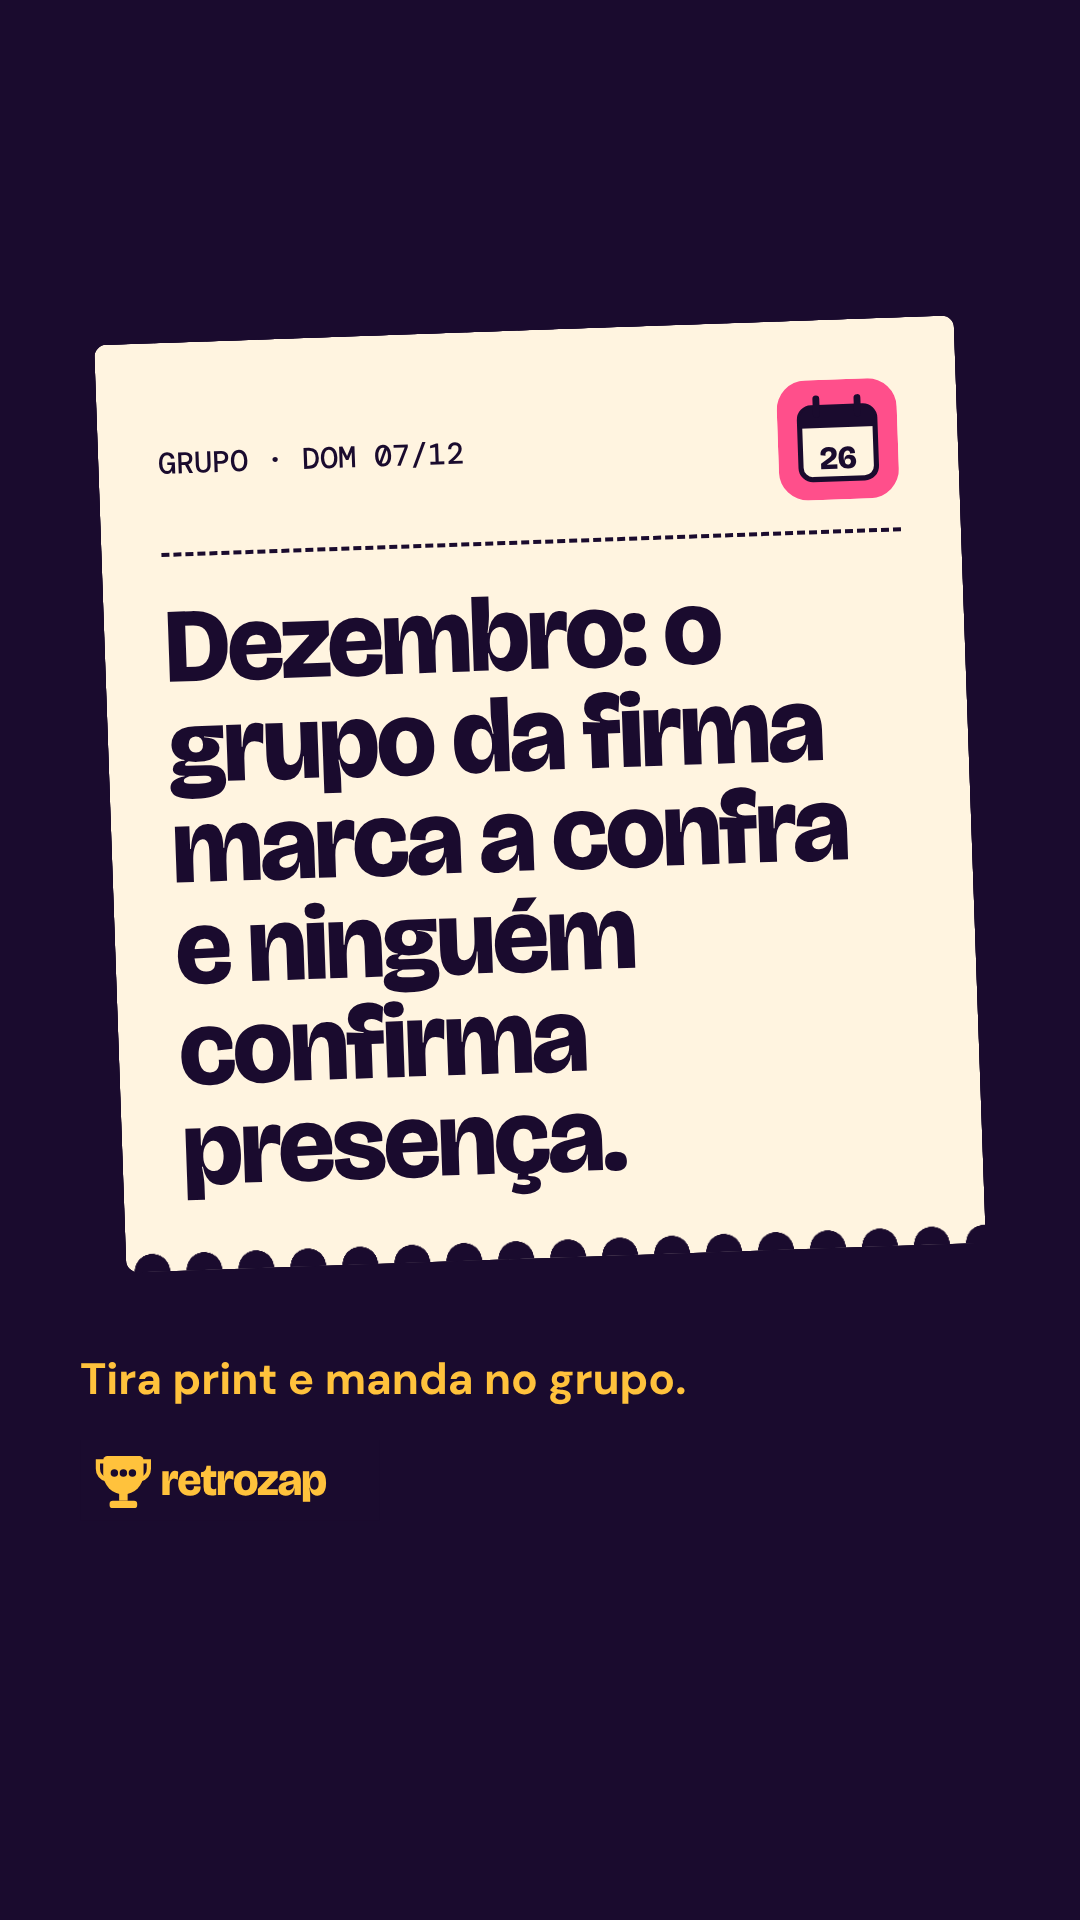 GRUPO · DOM 07/12
26
Dezembro: o
grupo da firma
marca a confra
e ninguém
confirma
presença.
Tira print e manda no grupo.
retrozap